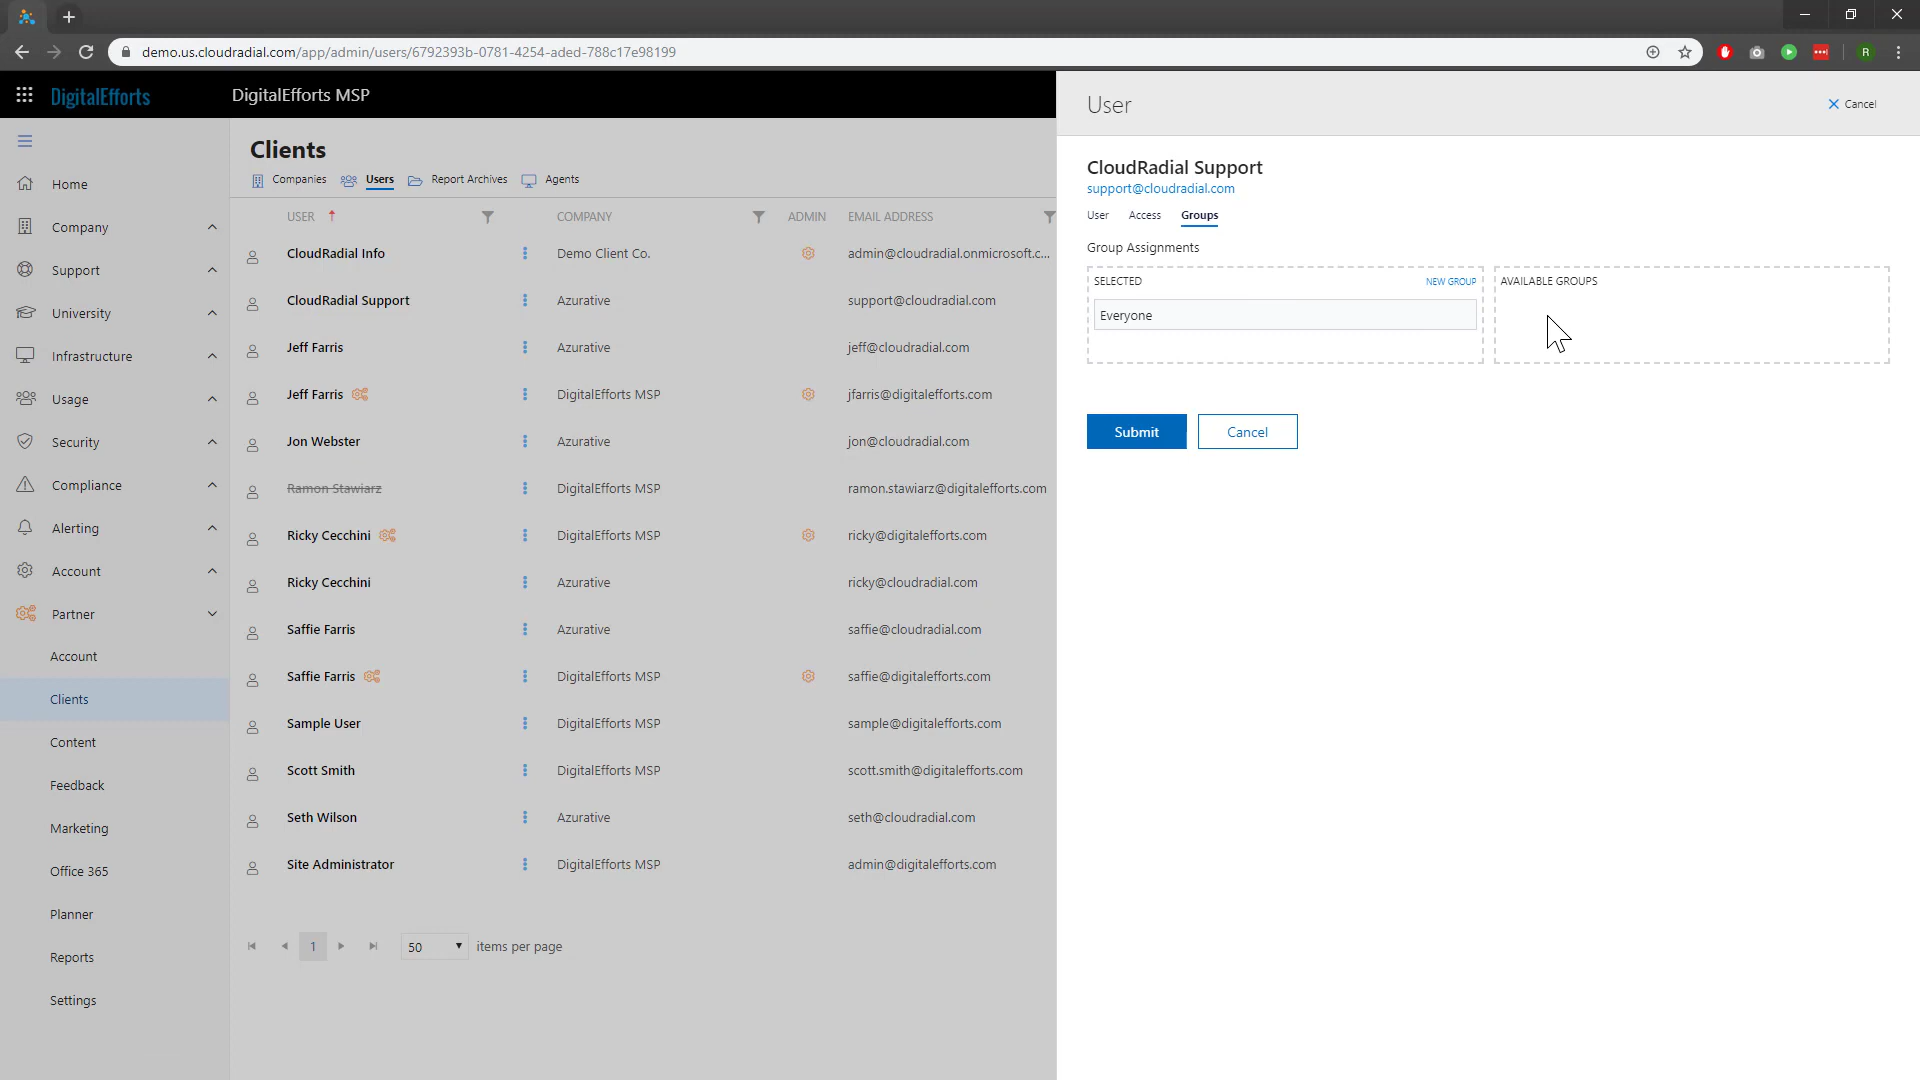 demo.us.cloudradial.com/app/admin/users/6792393b-0781-4254-aded-788c17e98199
R
DigitalEfforts
DigitalEfforts MSP
Home
Company
Support
University
Infrastructure
Usage
Security
Compliance
Alerting
Account
Partner
Account
Clients
Content
Feedback
Marketing
Office 365
Planner
Reports
Settings
Clients
Companies Users Report Archives Agents
USER COMPANY ADMIN EMAIL ADDRESS
CloudRadial Info Demo Client Co. admin@cloudradial.onmicrosoft.c...
CloudRadial Support Azurative support@cloudradial.com
Jeff Farris Azurative jeff@cloudradial.com
Jeff Farris DigitalEfforts MSP jfarris@digitalefforts.com
Jon Webster Azurative jon@cloudradial.com
Ramon Stawiarz DigitalEfforts MSP ramon.stawiarz@digitalefforts.com
Ricky Cecchini DigitalEfforts MSP ricky@digitalefforts.com
Ricky Cecchini Azurative ricky@cloudradial.com
Saffie Farris Azurative saffie@cloudradial.com
Saffie Farris DigitalEfforts MSP saffie@digitalefforts.com
Sample User DigitalEfforts MSP sample@digitalefforts.com
Scott Smith DigitalEfforts MSP scott.smith@digitalefforts.com
Seth Wilson Azurative seth@cloudradial.com
Site Administrator DigitalEfforts MSP admin@digitalefforts.com
1 50 items per page
User
Cancel
CloudRadial Support
support@cloudradial.com
User Access Groups
Group Assignments
SELECTED NEW GROUP
Everyone
AVAILABLE GROUPS
Submit Cancel